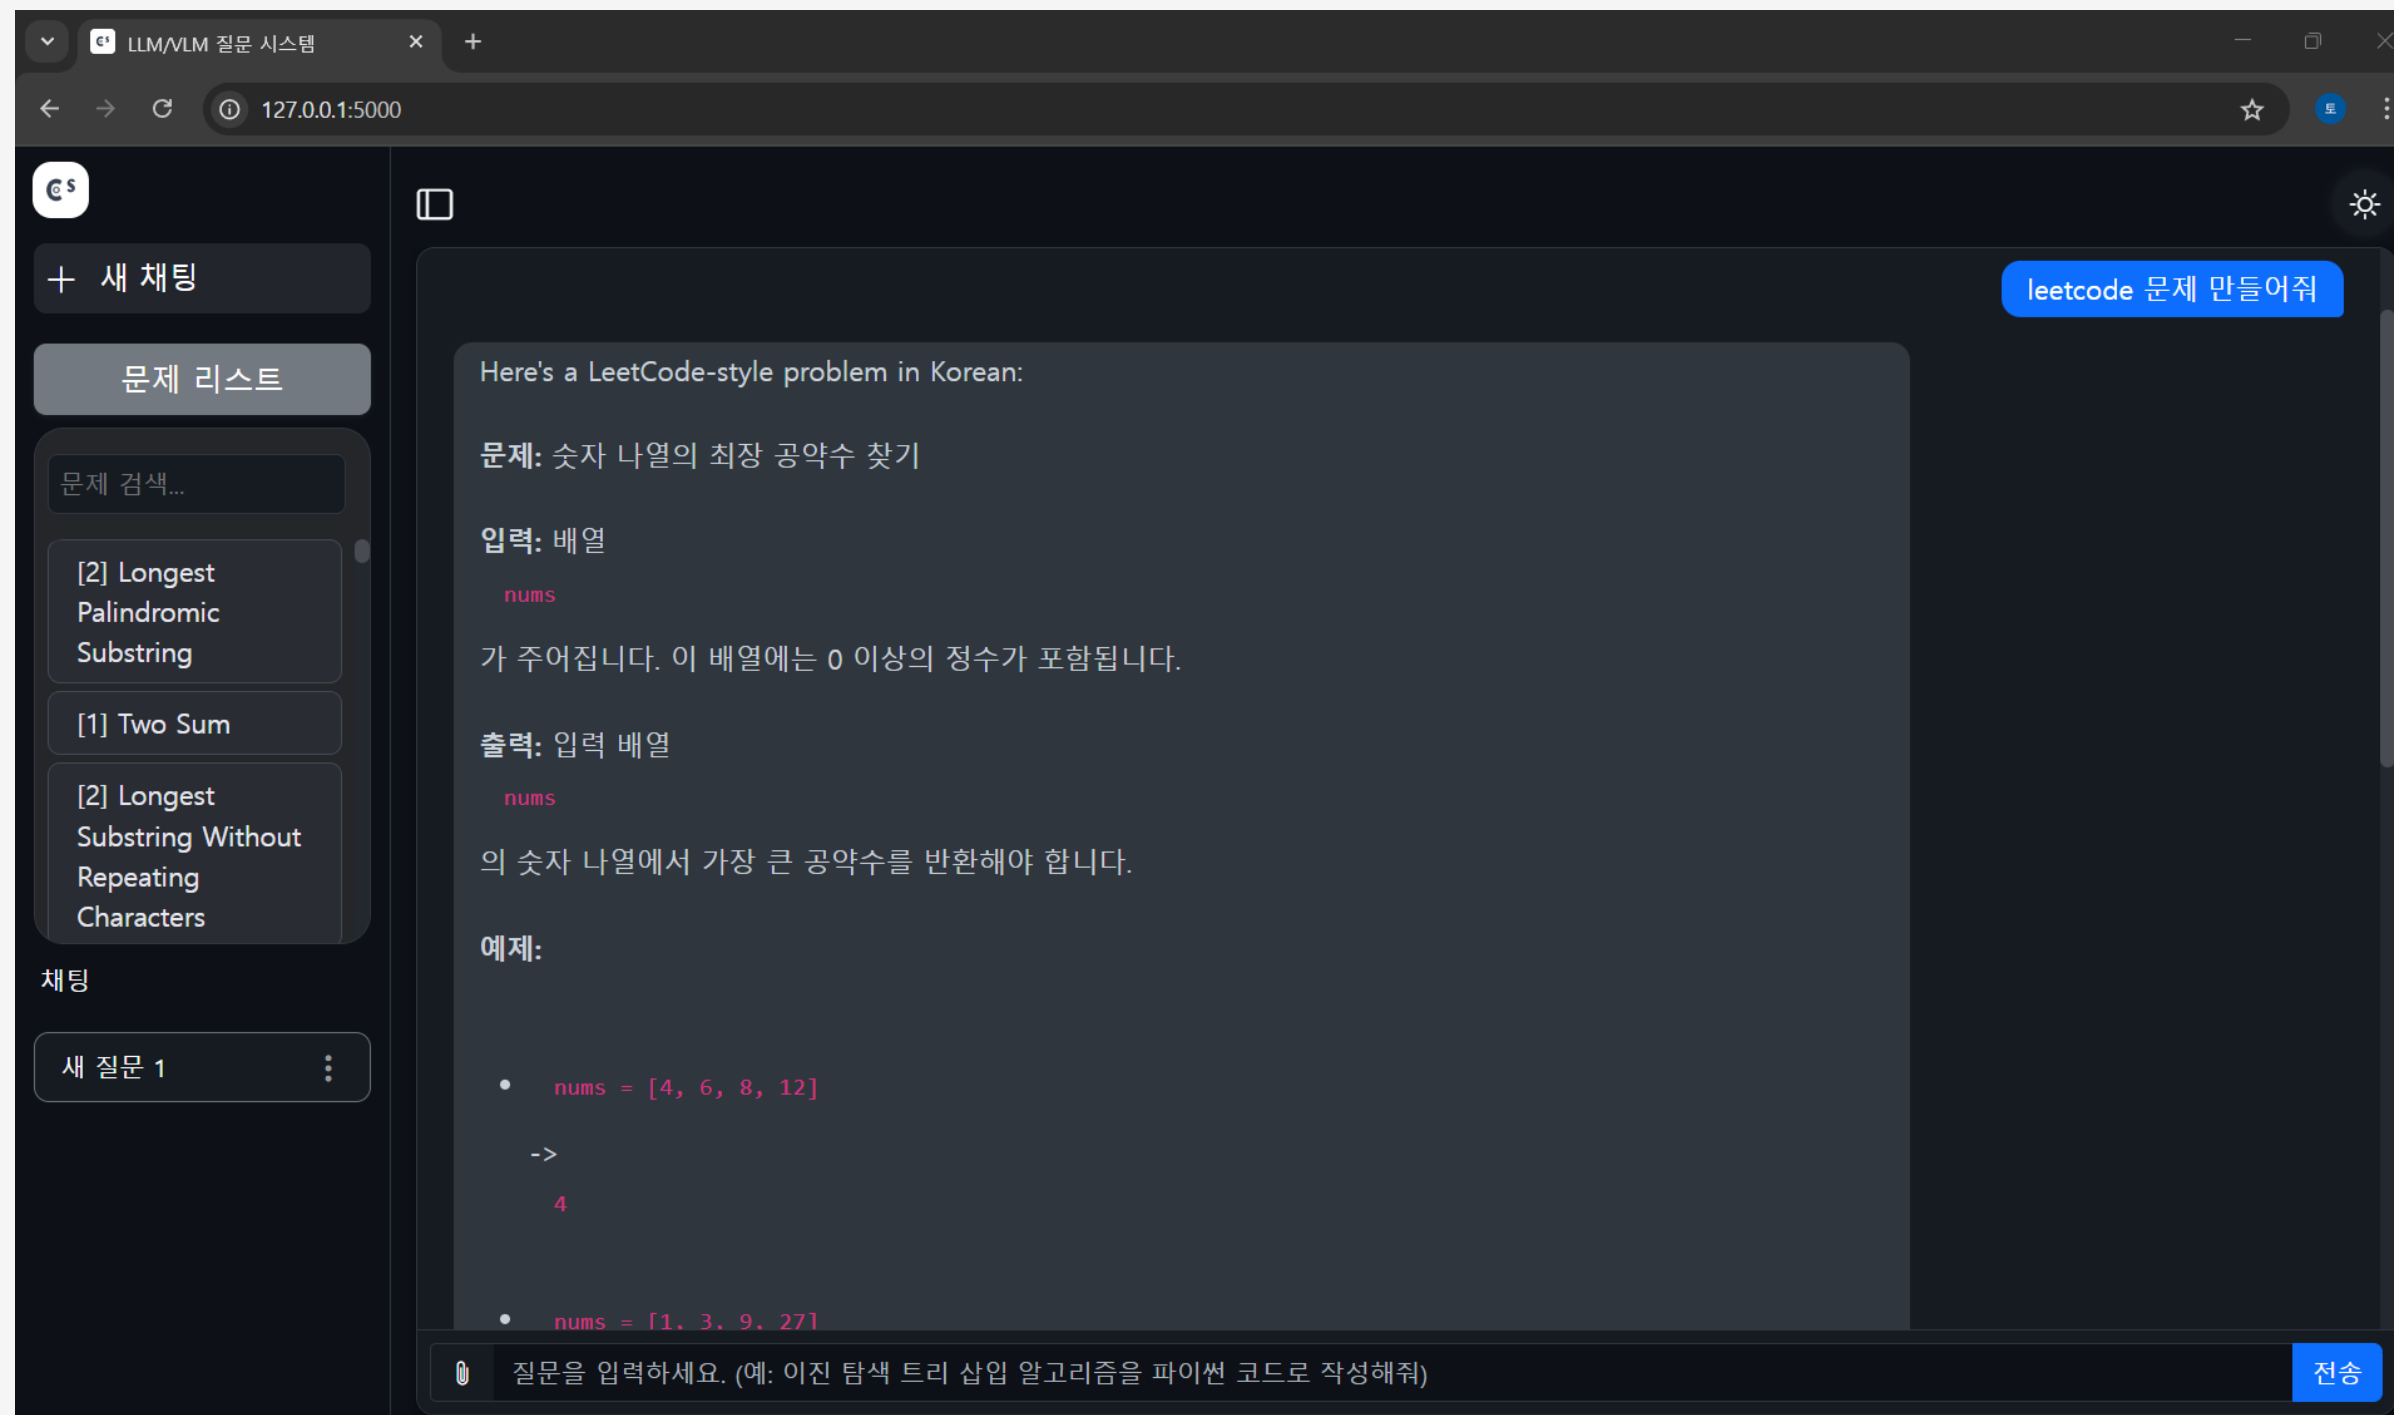 LLM/VLM 질문 시스템
127.0.0.1:5000
토
CS
새 채팅
문제 리스트
문제 검색...
[2] Longest
Palindromic
Substring
[1] Two Sum
[2] Longest
Substring Without
Repeating
Characters
채팅
새 질문 1
leetcode 문제 만들어줘
Here's a LeetCode-style problem in Korean:
문제: 숫자 나열의 최장 공약수 찾기
입력: 배열
nums
가 주어집니다. 이 배열에는 0 이상의 정수가 포함됩니다.
출력: 입력 배열
nums
의 숫자 나열에서 가장 큰 공약수를 반환해야 합니다.
예제:
nums = [4, 6, 8, 12]
->
4
nums = [1, 3, 9, 27]
질문을 입력하세요. (예: 이진 탐색 트리 삽입 알고리즘을 파이썬 코드로 작성해줘)
전송